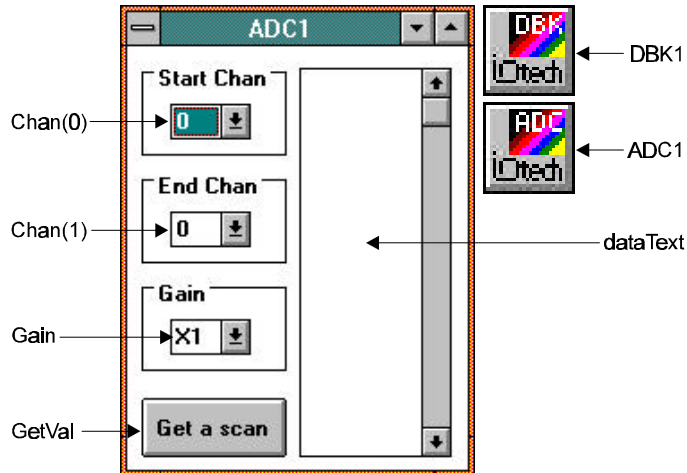 ADC1
Start Chan
0
End Chan
0
Gain
X1
Get a scan
Chan(0)
Chan(1)
Gain
GetVal
DBK
iOtech
DBK1
ADC
iOtech
ADC1
dataText